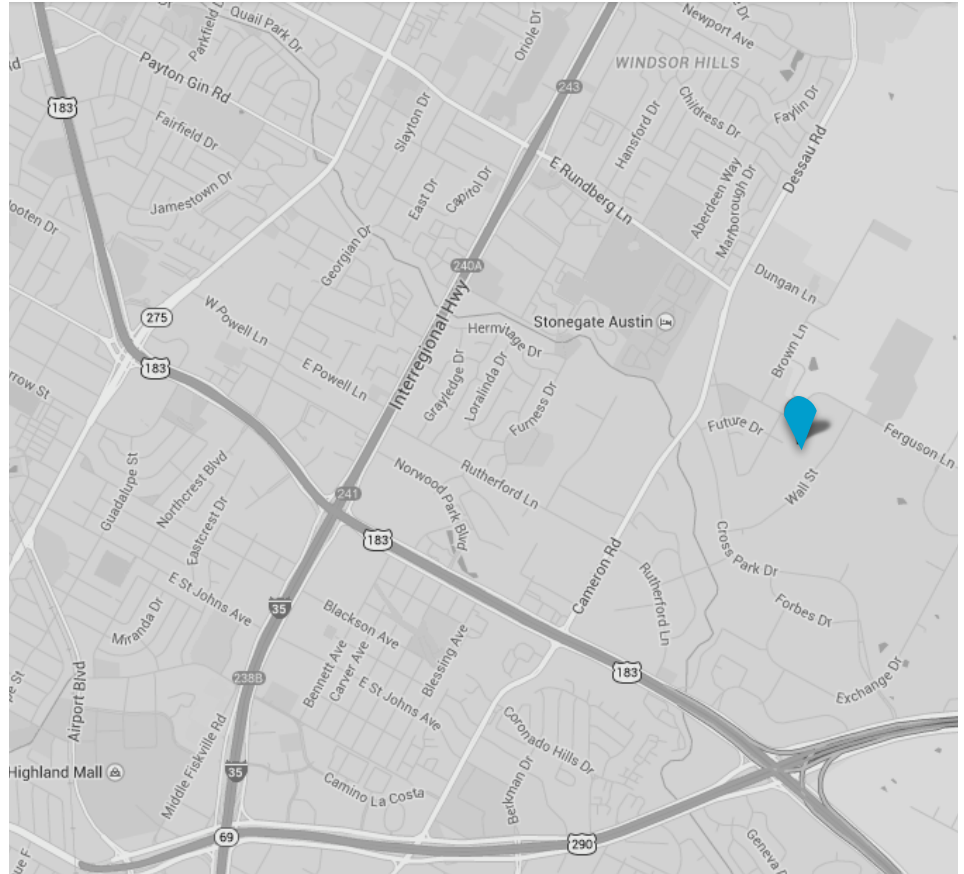 Newport Ave
Quail Park Dr
Parkfield Dr
Oriole Dr
WINDSOR HILLS
Payton Gin Rd
243
183
Childress Dr
Faylin Dr
Slayton Dr
Hansford Dr
Fairfield Dr
Dessau Rd
E Rundberg Ln
Jamestown Dr
East Dr
Capitol Dr
Aberdeen Way
Marlborough Dr
ooten Dr
Georgian Dr
240A
Dungan Ln
Interregional Hwy
275
W Powell Ln
Hermitage Dr
Stonegate Austin
Brown Ln
183
E Powell Ln
Grayledge Dr
Loralinda Dr
Furness Dr
rrow St
Future Dr
Ferguson Ln
Guadalupe St
Northcrest Blvd
Eastcrest Dr
Norwood Park Blvd
Rutherford Ln
Wall St
241
183
Cross Park Dr
Cameron Rd
Rutherford Ln
E St Johns Ave
35
Blackson Ave
Forbes Dr
Miranda Dr
Bennett Ave
Carver Ave
Blessing Ave
238B
183
Exchange Dr
E St Johns Ave
Airport Blvd
Middle Fiskville Rd
Coronado Hills Dr
Highland Mall
35
Camino La Costa
Berkman Dr
69
290
Geneva D